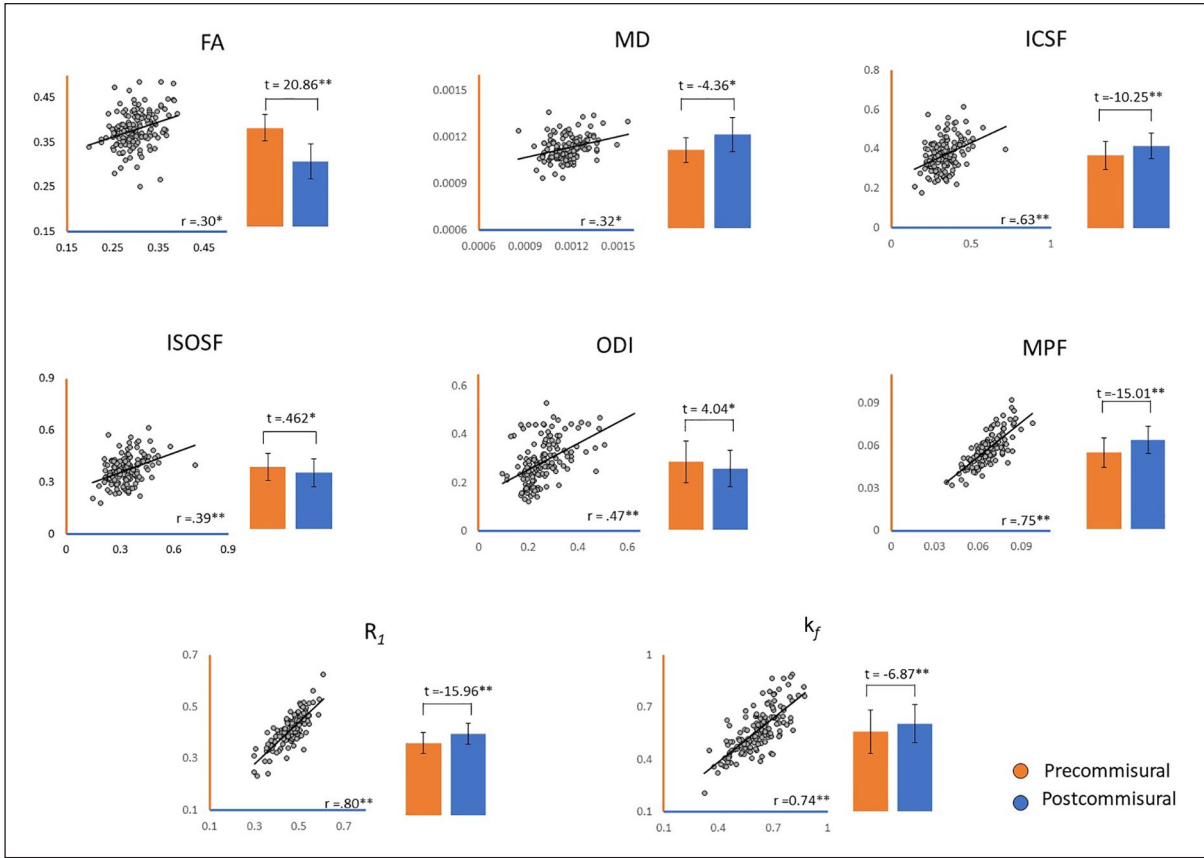 FA
t = 20.86**
0.45
0.35
0.25
0.15
r =.30*
0.15 0.25 0.35 0.45
MD
t = -4.36*
0.0015
0.0012
0.0009
0.0006
r =.32*
0.0006 0.0009 0.0012 0.0015
ICSF
t=-10.25**
0.8
0.6
0.4
0.2
0
r =.63**
0 0.5 1
ISOSF
t=.462*
0.9
0.6
0.3
0
r =.39**
0 0.3 0.6 0.9
ODI
t= 4.04*
0.6
0.4
0.2
0
r = .47**
0 0.2 0.4 0.6
MPF
t=-15.01**
0.09
0.06
0.03
0
r =.75**
0 0.03 0.06 0.09
R1
t =-15.96**
0.7
0.5
0.3
0.1
r =.80**
0.1 0.3 0.5 0.7
kf
t= -6.87**
1
0.7
0.4
0.1
r =0.74**
0.1 0.4 0.7 1
Precommisural
Postcommisural